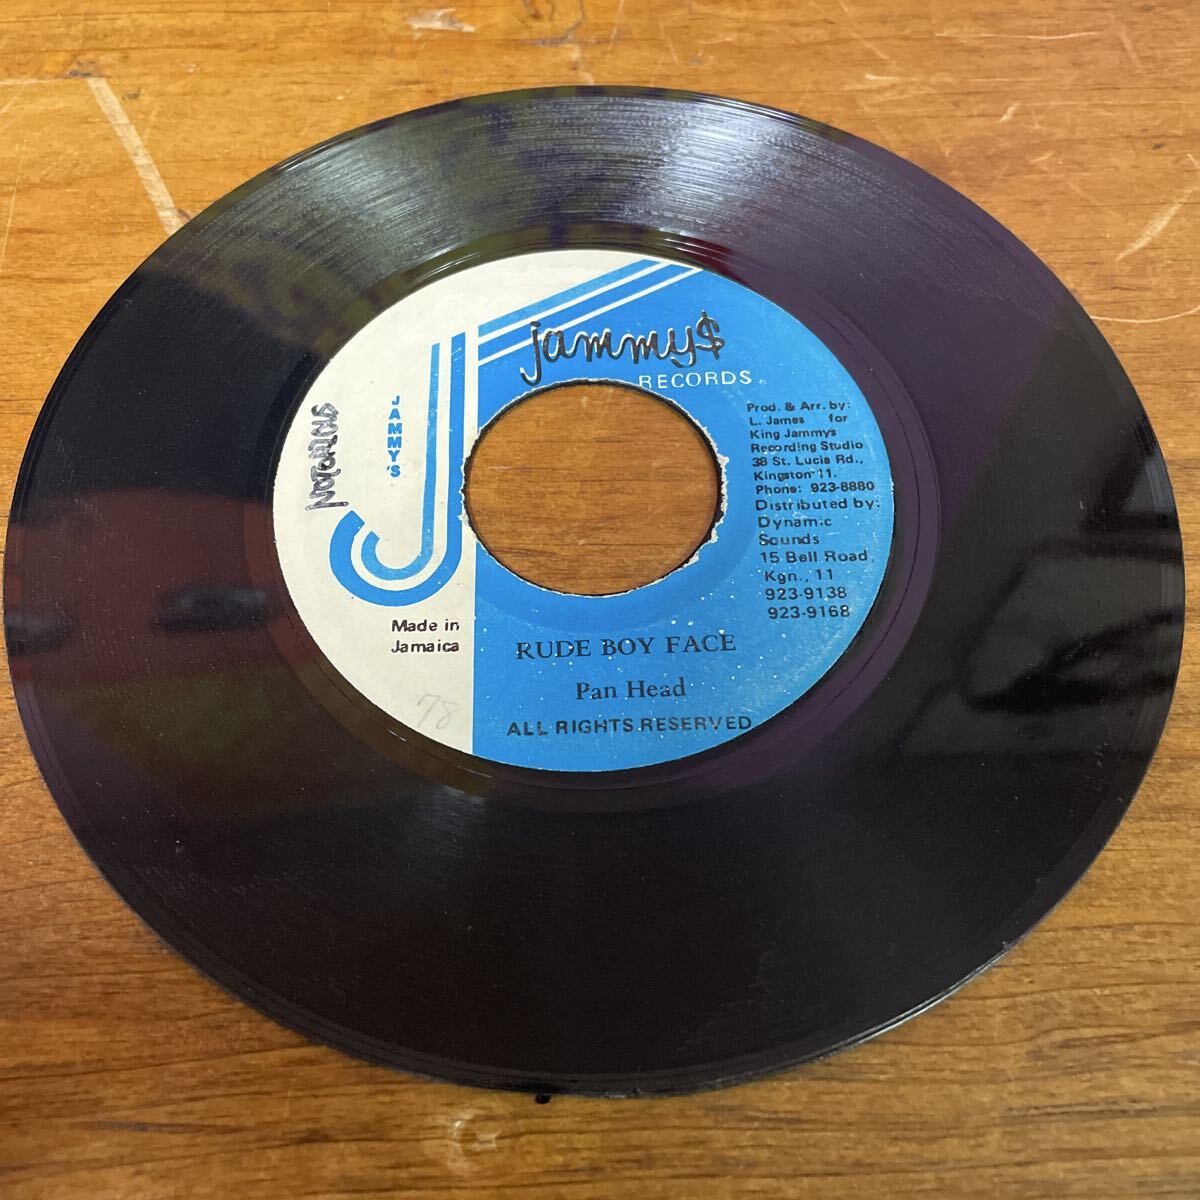 jammy$
RECORDS
JAMMY'S
NOTORIOUS
Prod. & Arr. by:
L. James for
King Jammy's
Recording Studio
38 St. Lucia Rd.,
Kingston 11.
Phone: 923-8880
Distributed by:
Dynamic
Sounds
15 Bell Road,
Kgn., 11
923-9138
923-9168
Made in
Jamaica
RUDE BOY FACE
Pan Head
ALL RIGHTS RESERVED
78